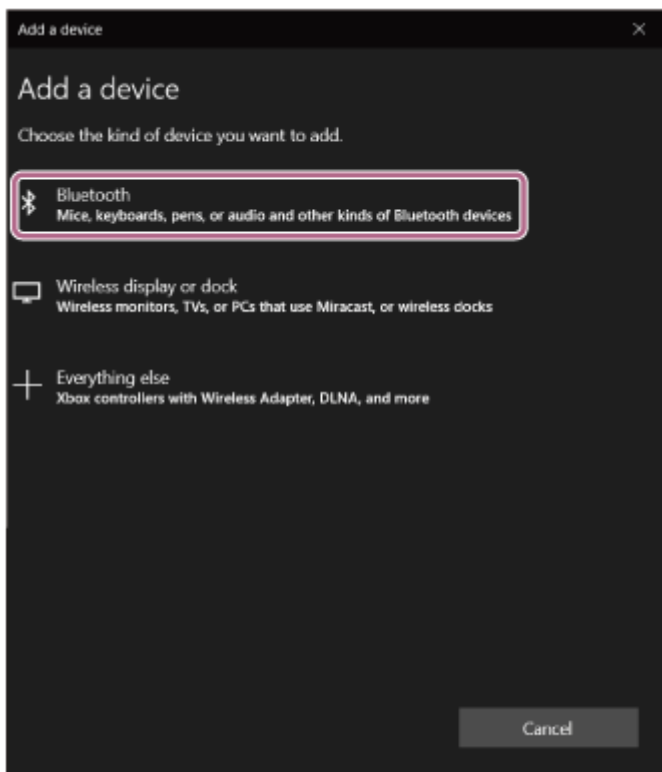 Add a device
Add a device
Choose the kind of device you want to add.
Bluetooth
Mice, keyboards, pens, or audio and other kinds of Bluetooth devices
Wireless display or dock
Wireless monitors, TVs, or PCs that use Miracast, or wireless docks
Everything else
Xbox controllers with Wireless Adapter, DLNA, and more
Cancel